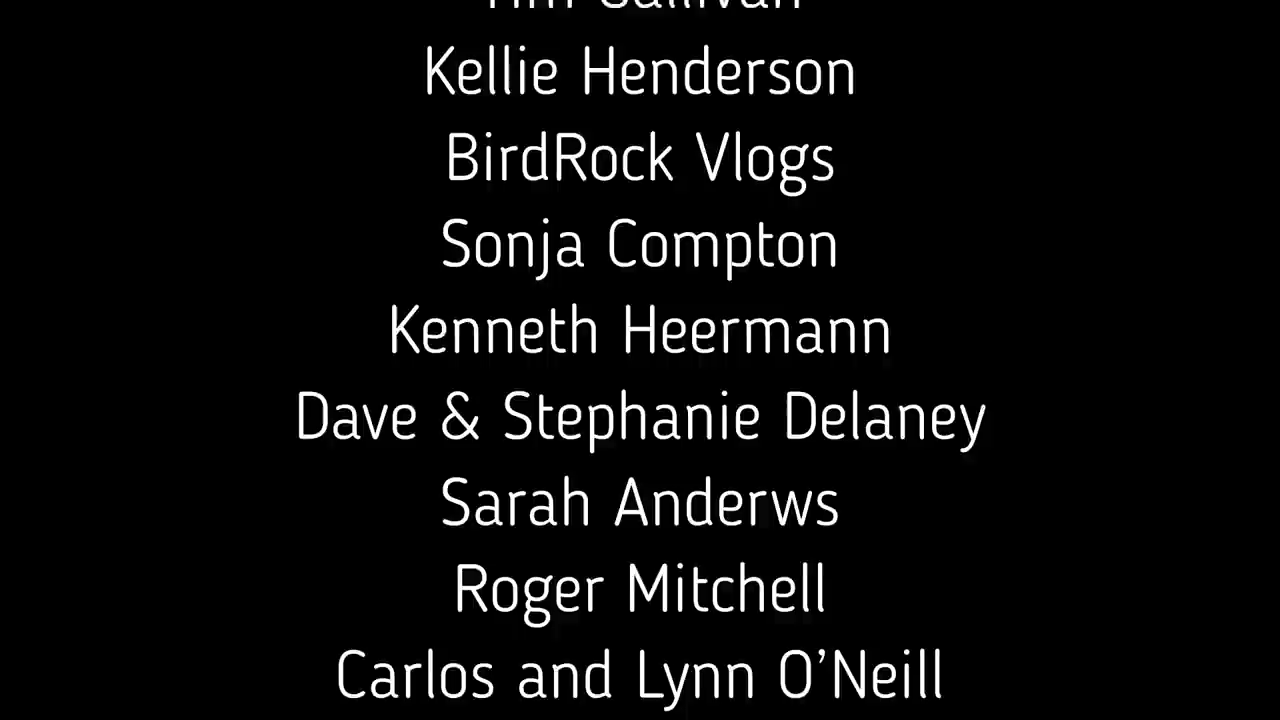 Kellie Henderson
BirdRock Vlogs
Sonja Compton
Kenneth Heermann
Dave & Stephanie Delaney
Sarah Anderws
Roger Mitchell
Carlos and Lynn O’Neill